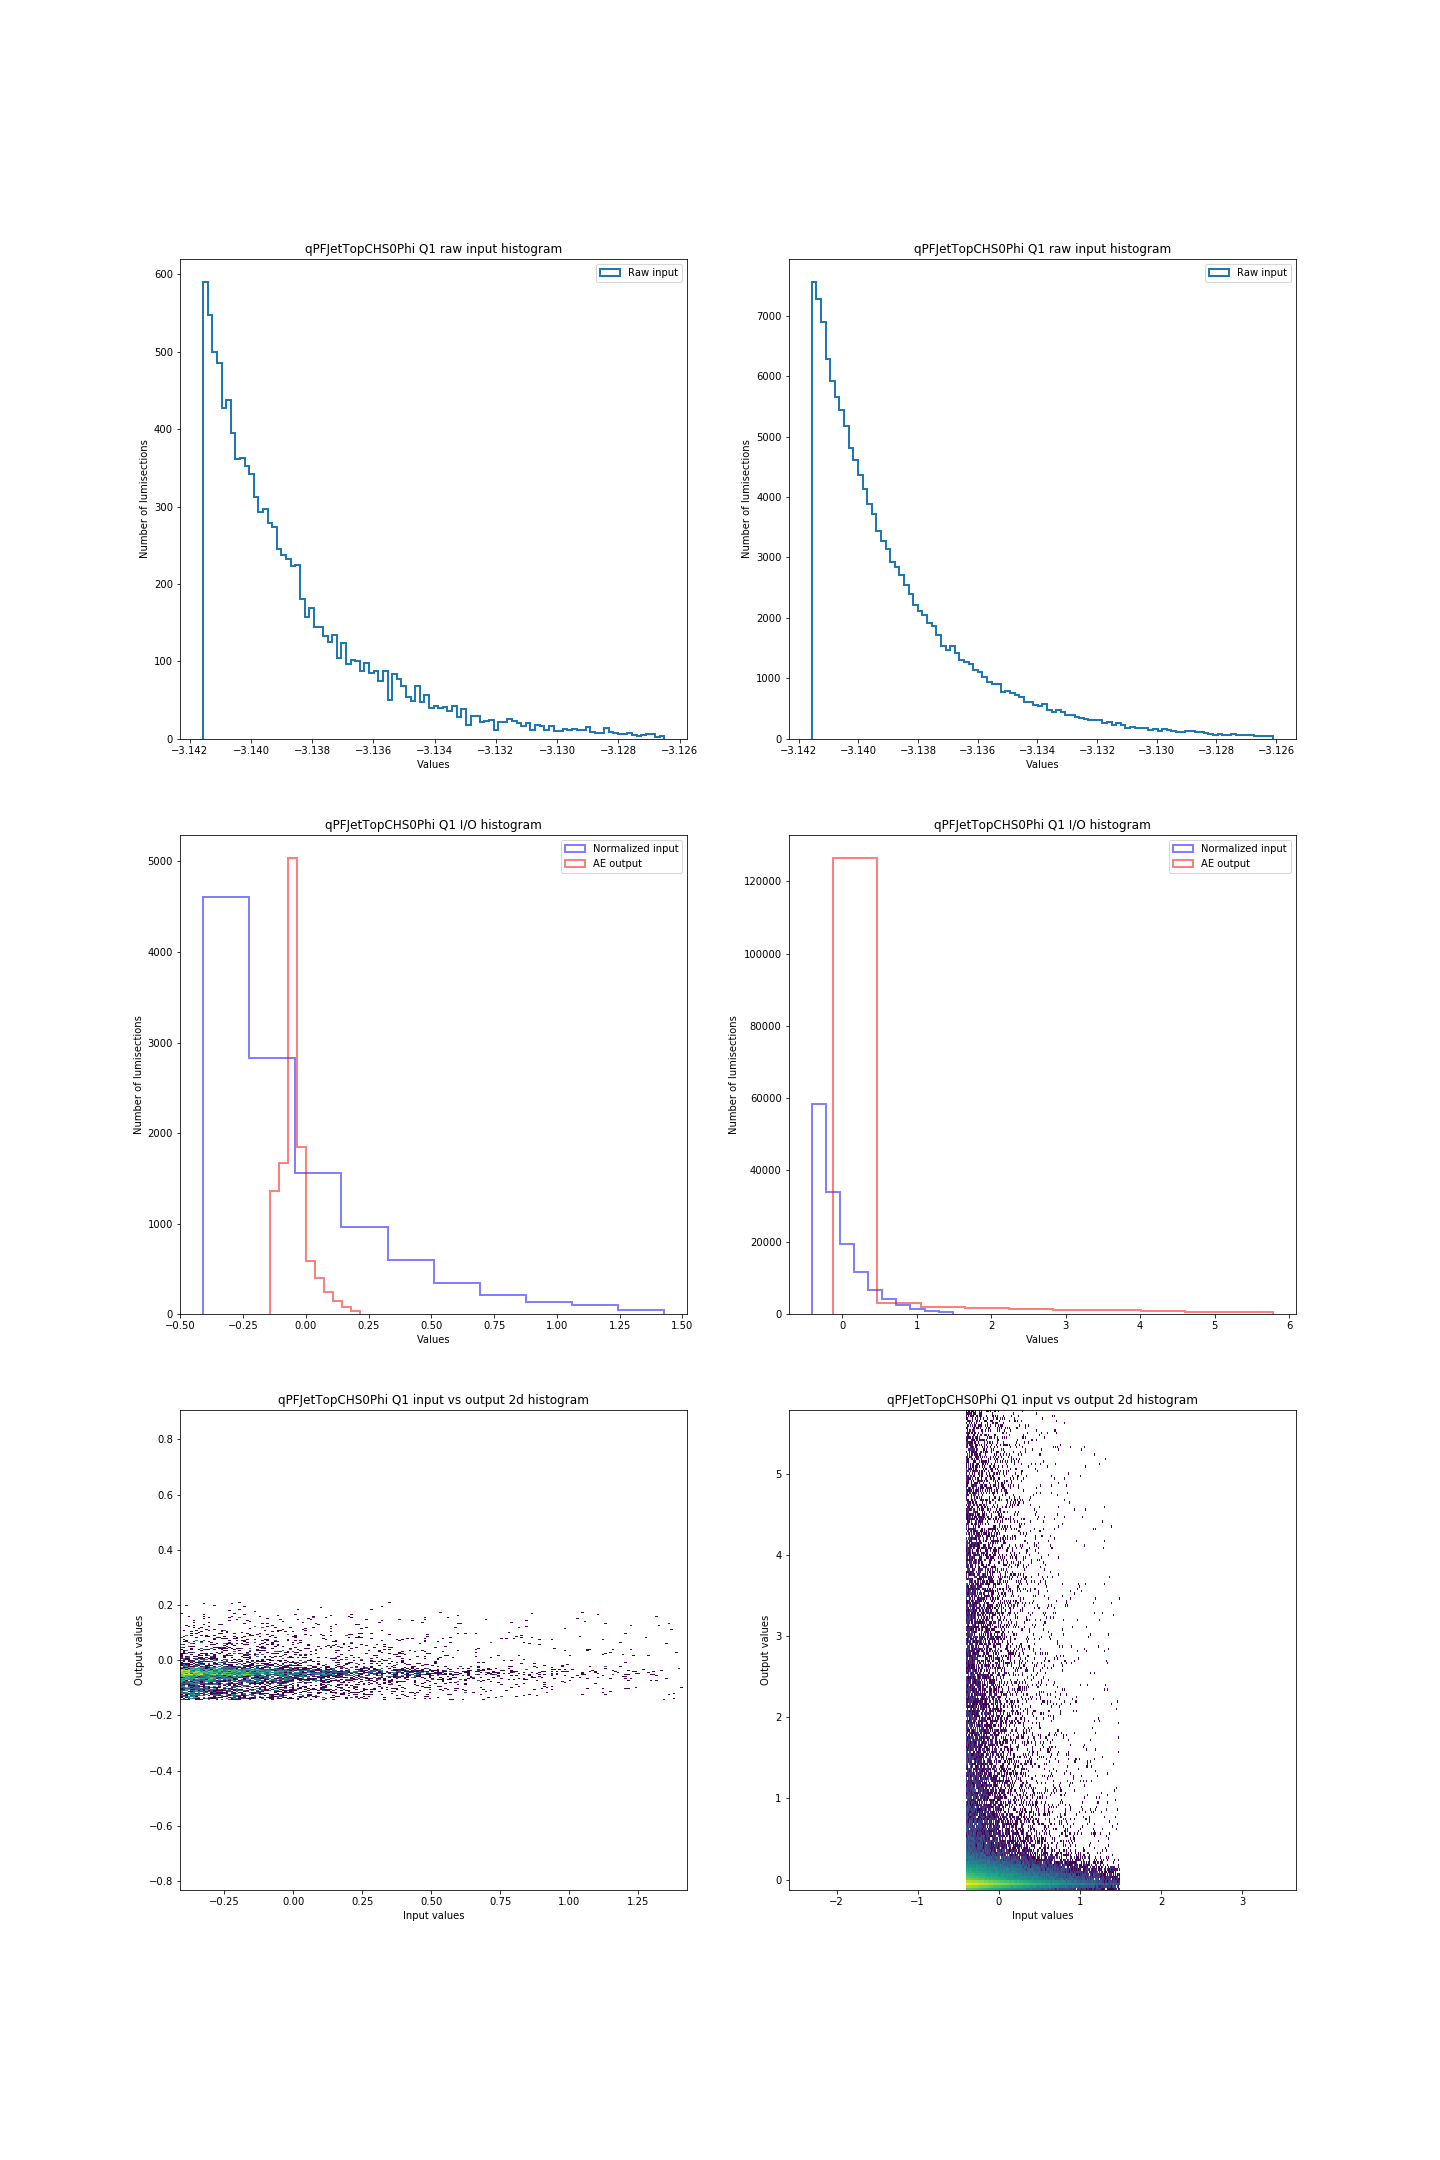 qPFJetTopCHS0Phi Q1 raw input histogram
Raw input
600
500
400
300
200
100
0
Number of lumisections
−3.142 −3.140 −3.138 −3.136 −3.134 −3.132 −3.130 −3.128 −3.126
Values
qPFJetTopCHS0Phi Q1 raw input histogram
Raw input
7000
6000
5000
4000
3000
2000
1000
0
Number of lumisections
−3.142 −3.140 −3.138 −3.136 −3.134 −3.132 −3.130 −3.128 −3.126
Values
qPFJetTopCHS0Phi Q1 I/O histogram
Normalized input
AE output
5000
4000
3000
2000
1000
0
Number of lumisections
−0.50 −0.25 0.00 0.25 0.50 0.75 1.00 1.25 1.50
Values
qPFJetTopCHS0Phi Q1 I/O histogram
Normalized input
AE output
120000
100000
80000
60000
40000
20000
0
Number of lumisections
0 1 2 3 4 5 6
Values
qPFJetTopCHS0Phi Q1 input vs output 2d histogram
0.8
0.6
0.4
0.2
0.0
−0.2
−0.4
−0.6
−0.8
Output values
−0.25 0.00 0.25 0.50 0.75 1.00 1.25
Input values
qPFJetTopCHS0Phi Q1 input vs output 2d histogram
5
4
3
2
1
0
Output values
−2 −1 0 1 2 3
Input values